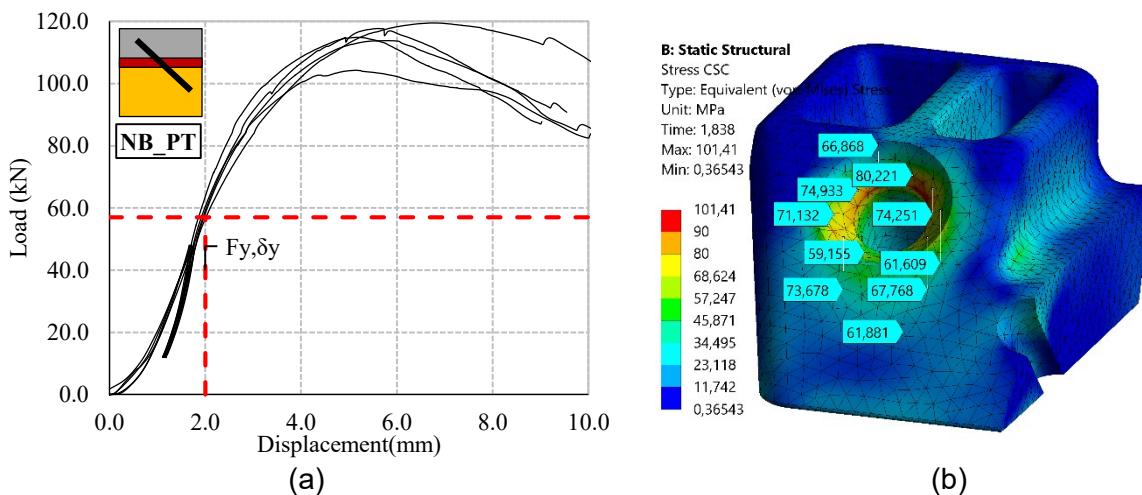 120.0
100.0
80.0
60.0
40.0
20.0
0.0
Load (kN)
NB_PT
Fy,δy
0.0 2.0 4.0 6.0 8.0 10.0
Displacement(mm)
(a)
B: Static Structural
Stress CSC
Type: Equivalent (von-Mises) Stress
Unit: MPa
Time: 1,838
Max: 101,41
Min: 0,36543
101,41
90
80
68,624
57,247
45,871
34,495
23,118
11,742
0,36543
66,868
80,221
74,933
71,132
74,251
59,155
61,609
73,678
67,768
61,881
(b)